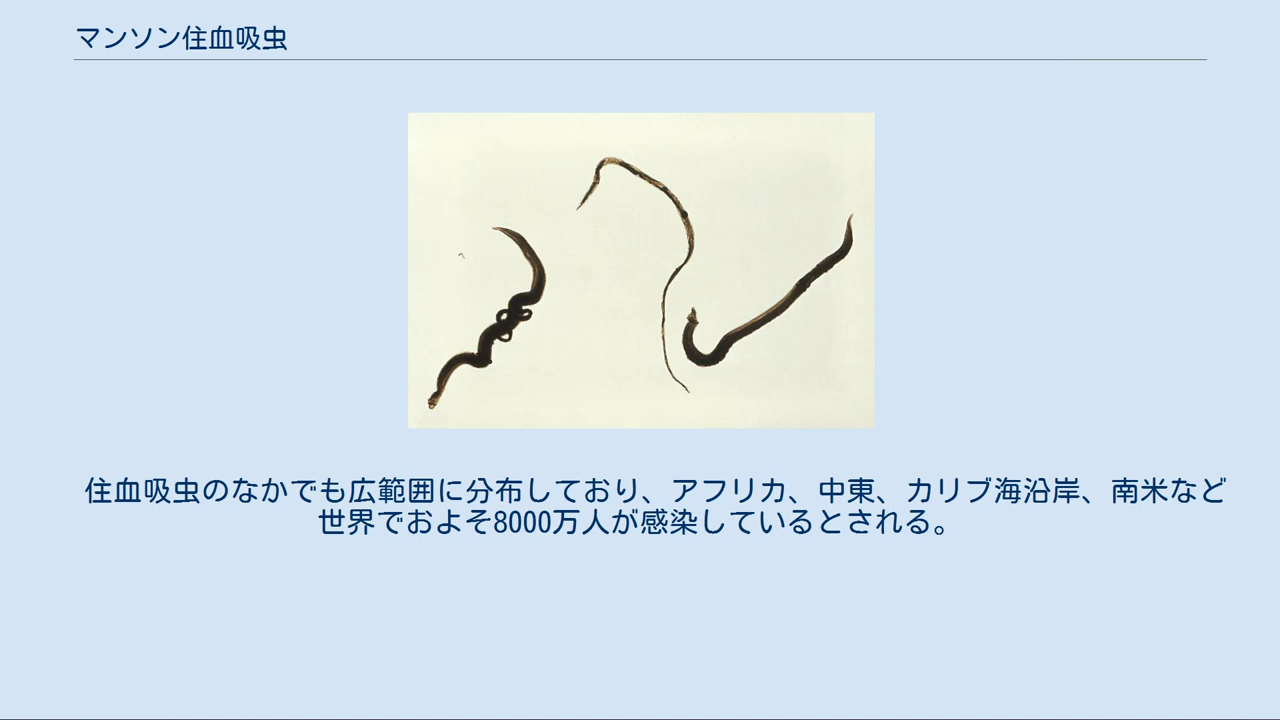 マンソン住血吸虫
住血吸虫のなかでも広範囲に分布しており、アフリカ、中東、カリブ海沿岸、南米など
世界でおよそ8000万人が感染しているとされる。